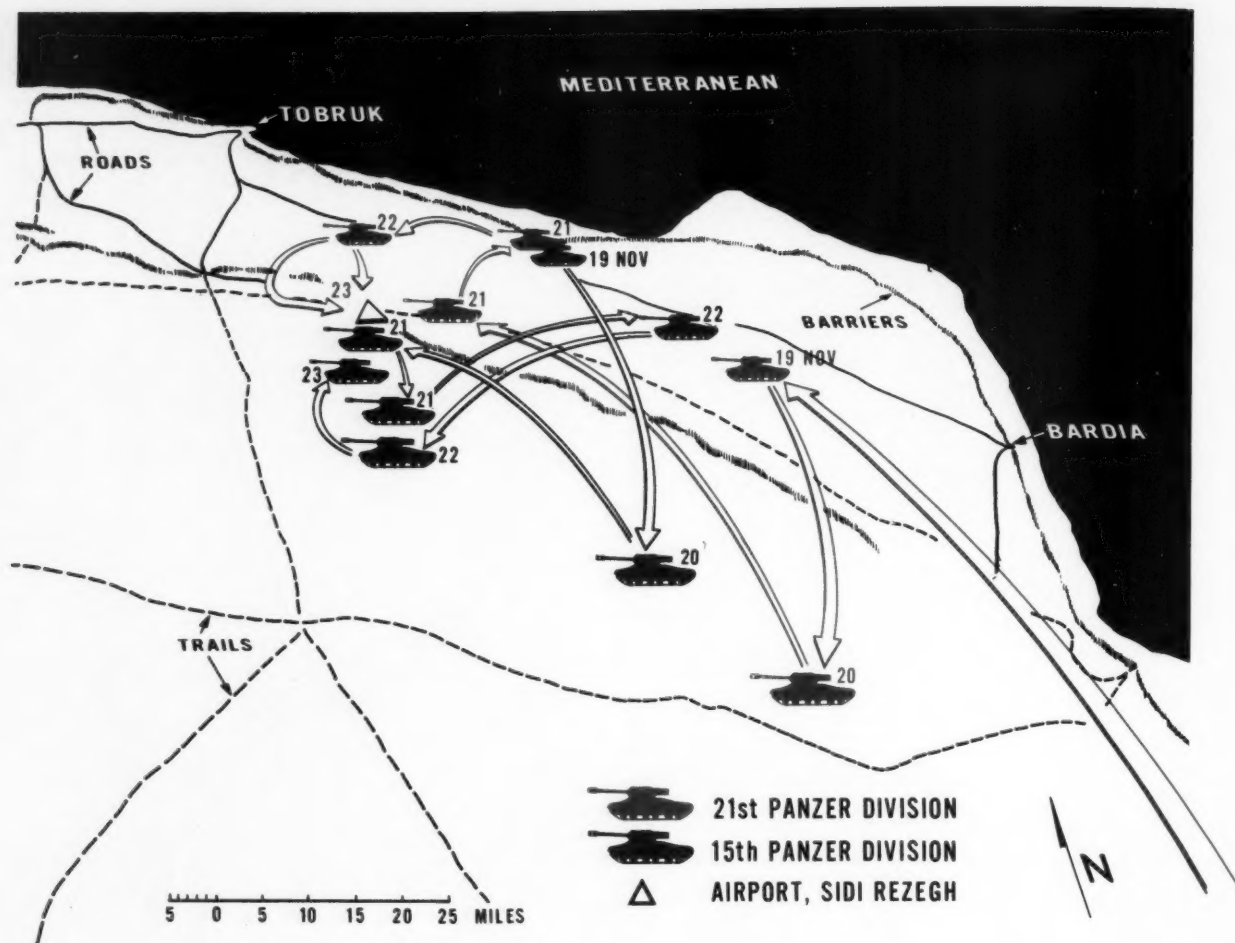 MEDITERRANEAN
TOBRUK
ROADS
22
21
19 NOV
23
21
BARRIERS
22
21
19 NOV
23
21
BARDIA
22
20
20
TRAILS
21st PANZER DIVISION
15th PANZER DIVISION
AIRPORT, SIDI REZEGH
N
5 0 5 10 15 20 25 MILES